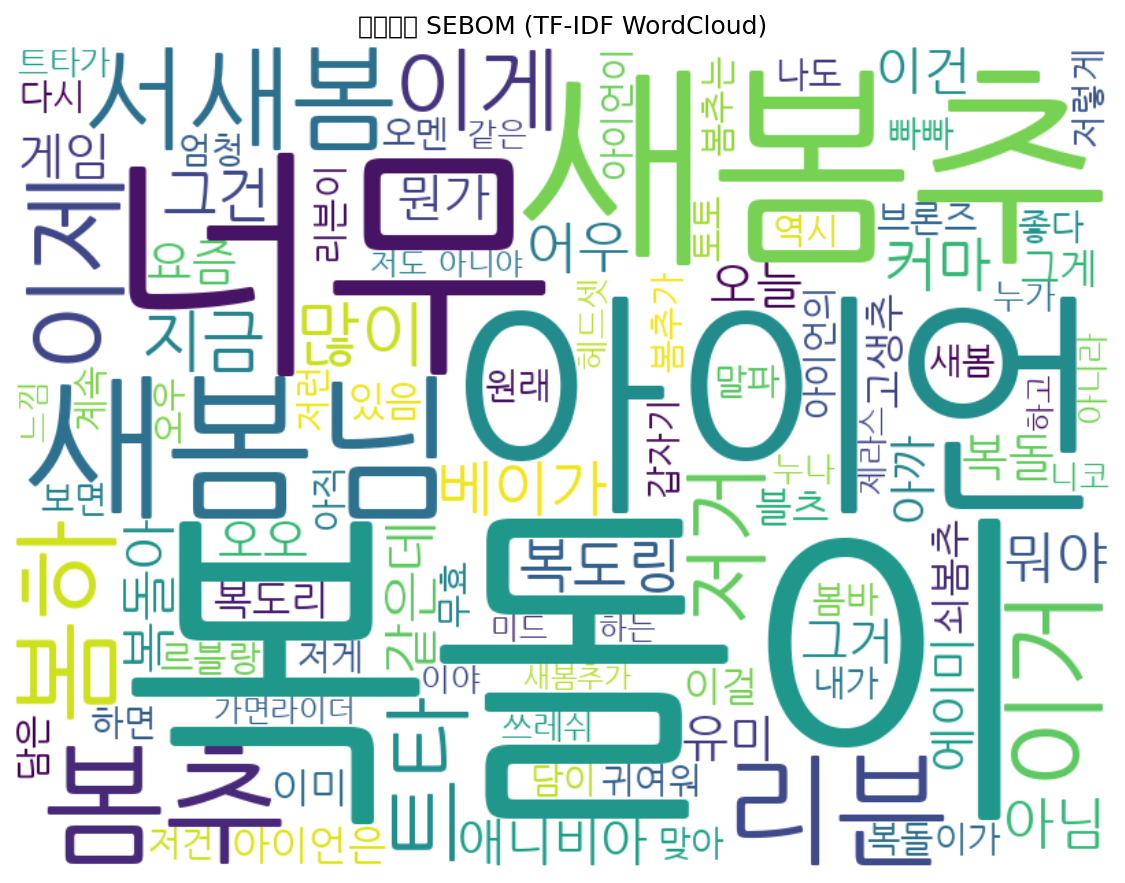 □□□□ SEBOM (TF-IDF WordCloud)
트타가
서새봄
이게
새봄추
나도
이건
저렇게
다시
오멘
같은
아이언이
봄추는
빠빠
게임
엄청
너무
그건
뭔가
리븐이
이제
요즘
저도 아니야
어우
토토
역시
브론즈
좋다
커마
그게
오늘
누가
지금
많이
헤드셋
봄추가
아이언
아이언의
고생추
새봄
아니라
느낌
계속
오아
저런
있음
원래
말파
하고
새봄님
갑자기
제라스
복돌
니코
보면
아직
베이가
누나
아까
블츠
저거
봄하
복돌아
오오
같은데
무효
복도링
복돌이
쇠봄추
뭐야
복도리
봄바
그거
내가
에이미
이거
르블랑
저게
미드
하는
이야
새봄추가
이걸
가면라이더
하면
담은
쓰레쉬
유미
봄추
이미
티타
담이
귀여워
리븐
아님
저건
아이언은
애니비아
맞아
복돌이가